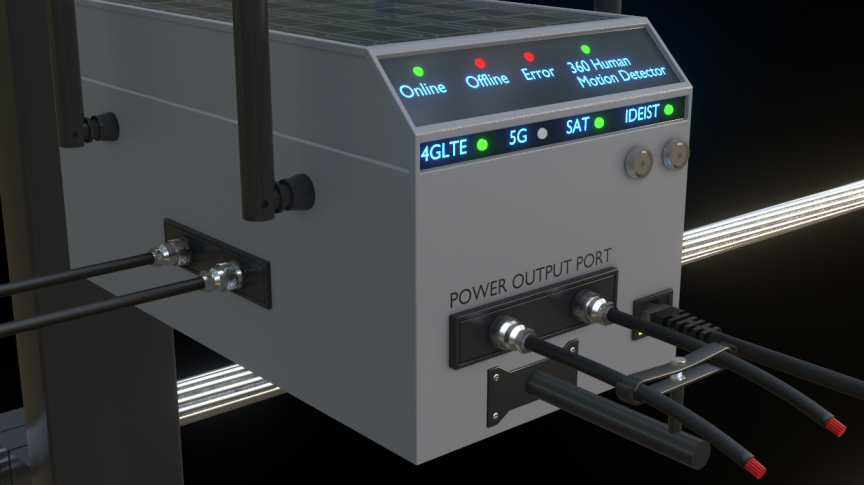 Online
Offline
Error
360 Human
Motion Detector
4GLTE
5G
SAT
IDEIST
POWER OUTPUT PORT